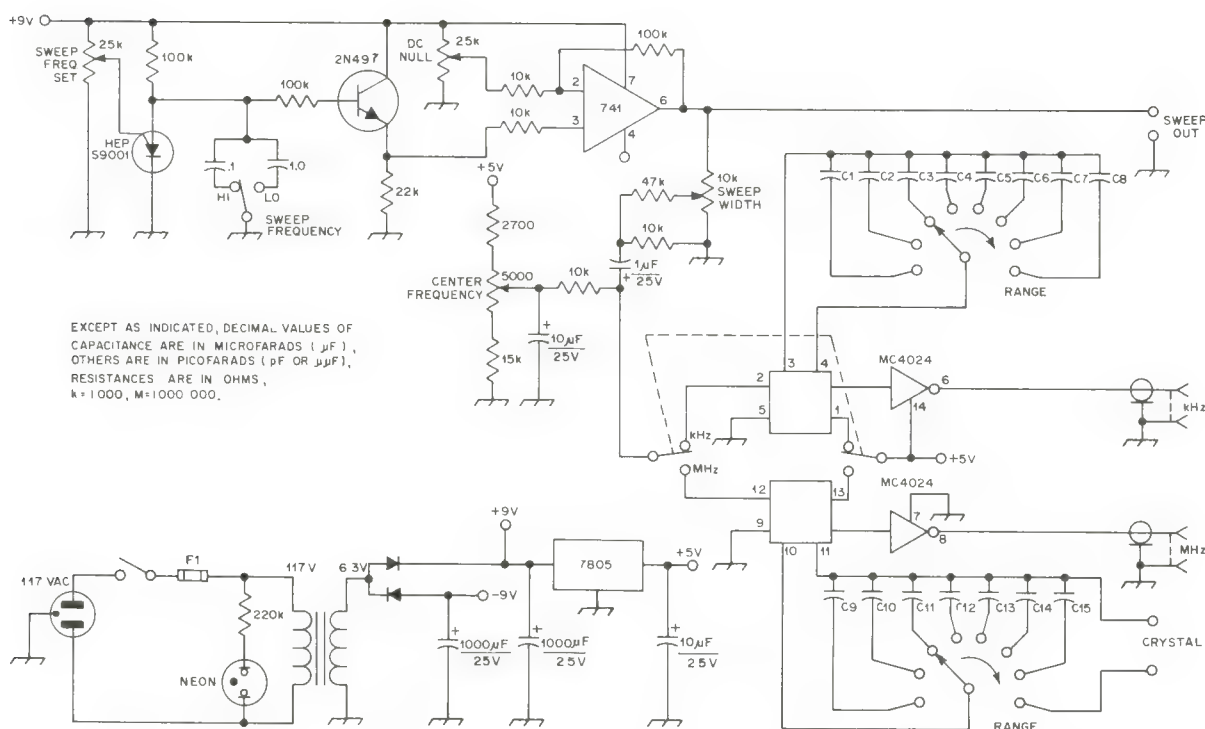 +9V
SWEEP
FREQ
SET
25k
100k
HEP
S9001
.1
1.0
HI
LO
SWEEP
FREQUENCY
100k
2N497
22k
DC
NULL
25k
10k
10k
100k
2
3
741
7
6
4
SWEEP
OUT
+5V
2700
5000
CENTER
FREQUENCY
15k
10k
10µF
25V
47k
10k
1µF
25V
10k
SWEEP
WIDTH
C1
C2
C3
C4
C5
C6
C7
C8
RANGE
EXCEPT AS INDICATED, DECIMAL VALUES OF
CAPACITANCE ARE IN MICROFARADS (µF),
OTHERS ARE IN PICOFARADS (pF OR µµF),
RESISTANCES ARE IN OHMS,
k=1000, M=1000 000.
3
4
2
5
1
MC4024
6
14
kHz
kHz
MHz
+5V
12
13
9
10
11
MC4024
7
8
MHz
C9
C10
C11
C12
C13
C14
C15
CRYSTAL
RANGE
117 VAC
F1
220k
NEON
117V
6.3V
+9V
-9V
7805
+5V
1000µF
25V
1000µF
25V
10µF
25V